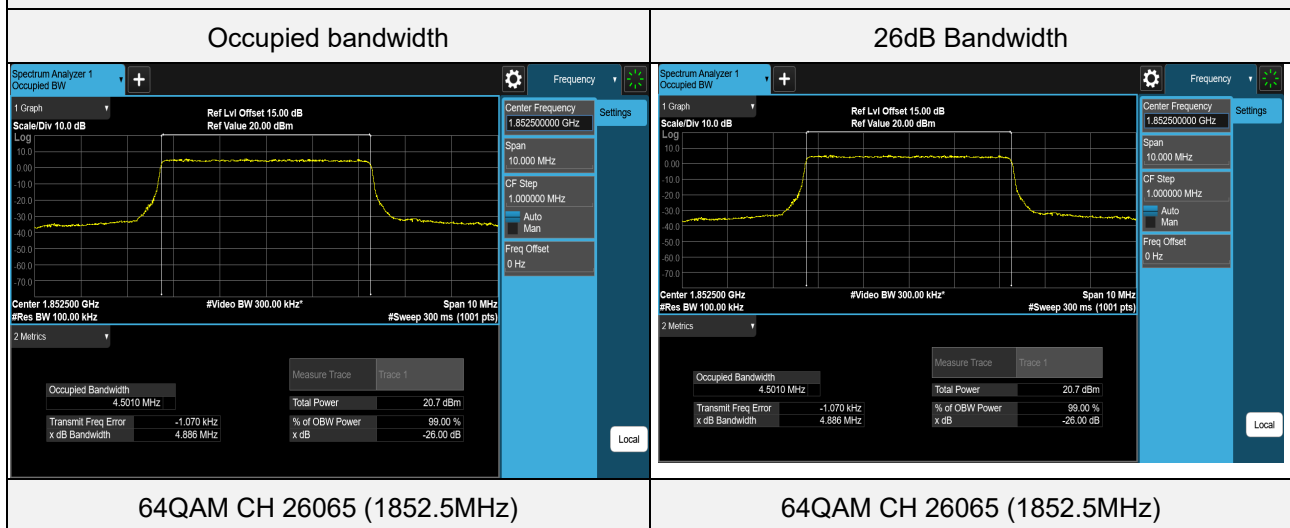 Occupied bandwidth
26dB Bandwidth
Spectrum Analyzer 1
Occupied BW
+
Frequency
1 Graph
Ref Lvl Offset 15.00 dB
Scale/Div 10.0 dB
Ref Value 20.00 dBm
Log
10.0
0.00
-10.0
-20.0
-30.0
-40.0
-50.0
-60.0
-70.0
Center 1.852500 GHz
#Video BW 300.00 kHz*
Span 10 MHz
#Res BW 100.00 kHz
#Sweep 300 ms (1001 pts)
Center Frequency
1.852500000 GHz
Settings
Span
10.000 MHz
CF Step
1.000000 MHz
Auto
Man
Freq Offset
0 Hz
2 Metrics
Measure Trace Trace 1
Occupied Bandwidth
4.5010 MHz
Total Power 20.7 dBm
Transmit Freq Error -1.070 kHz
% of OBW Power 99.00 %
x dB Bandwidth 4.886 MHz
x dB -26.00 dB
Local
Spectrum Analyzer 1
Occupied BW
+
Frequency
1 Graph
Ref Lvl Offset 15.00 dB
Scale/Div 10.0 dB
Ref Value 20.00 dBm
Log
10.0
0.00
-10.0
-20.0
-30.0
-40.0
-50.0
-60.0
-70.0
Center 1.852500 GHz
#Video BW 300.00 kHz*
Span 10 MHz
#Res BW 100.00 kHz
#Sweep 300 ms (1001 pts)
Center Frequency
1.852500000 GHz
Settings
Span
10.000 MHz
CF Step
1.000000 MHz
Auto
Man
Freq Offset
0 Hz
2 Metrics
Measure Trace Trace 1
Occupied Bandwidth
4.5010 MHz
Total Power 20.7 dBm
Transmit Freq Error -1.070 kHz
% of OBW Power 99.00 %
x dB Bandwidth 4.886 MHz
x dB -26.00 dB
Local
64QAM CH 26065 (1852.5MHz)
64QAM CH 26065 (1852.5MHz)